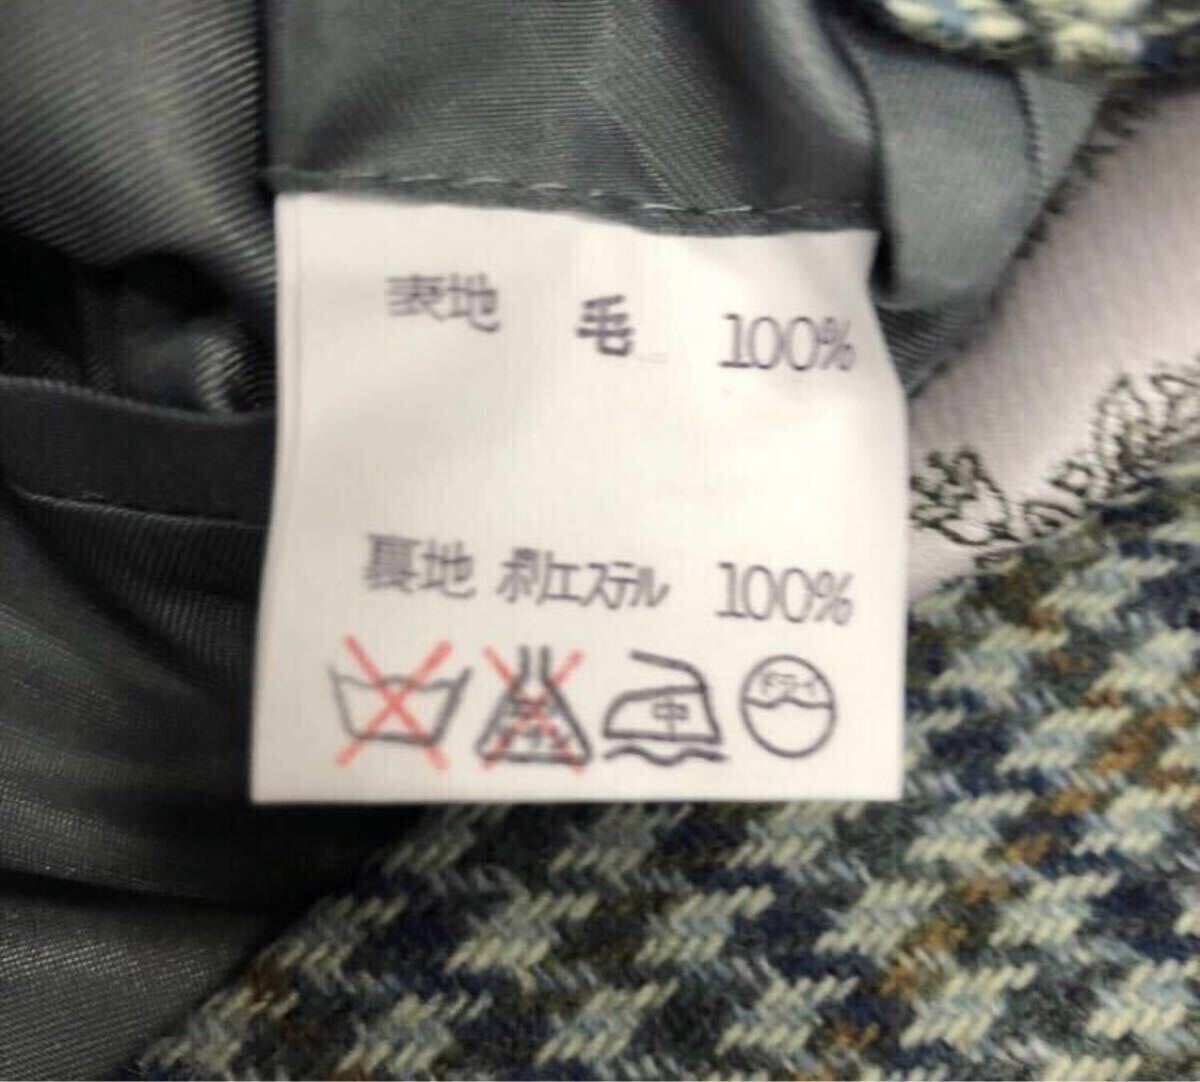 表地 毛 100%
裏地 ポリエステル 100%
中 ドライ